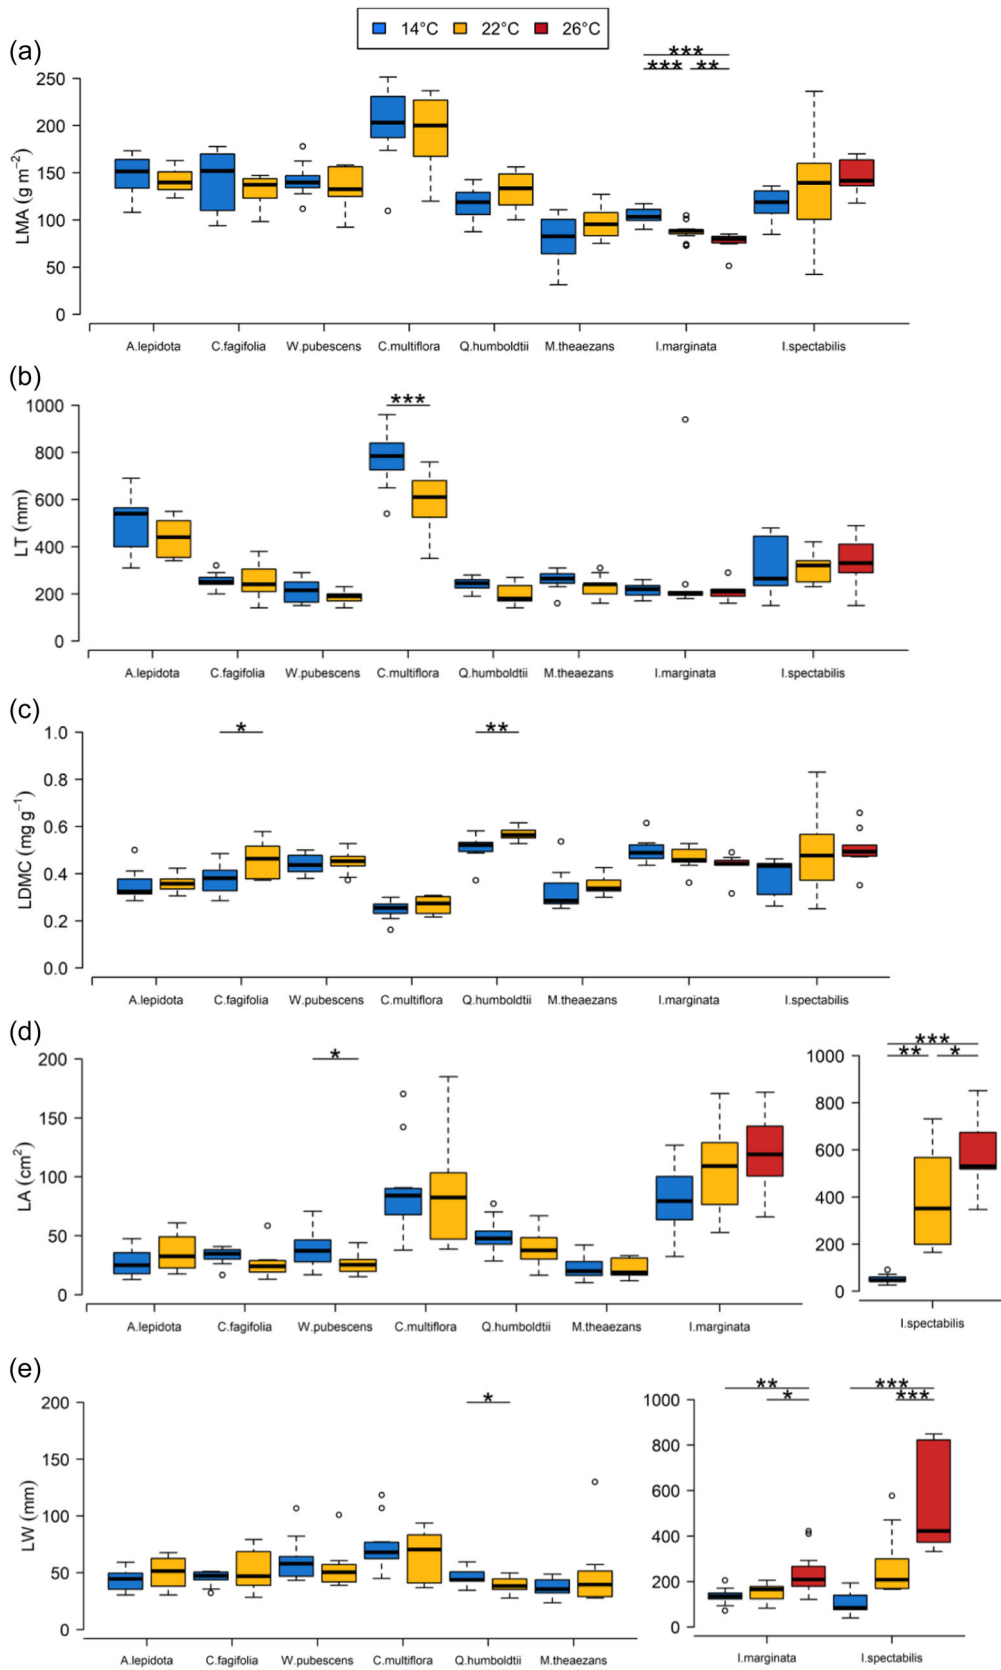 14°C 22°C 26°C
(a)
***
*** **
LMA (g m⁻²)
250
200
150
100
50
0
A.lepidota C.fagifolia W.pubescens C.multiflora Q.humboldtii M.theaezans I.marginata I.spectabilis
(b)
***
LT (mm)
1000
800
600
400
200
0
A.lepidota C.fagifolia W.pubescens C.multiflora Q.humboldtii M.theaezans I.marginata I.spectabilis
(c)
* **
LDMC (mg g⁻¹)
1.0
0.8
0.6
0.4
0.2
0.0
A.lepidota C.fagifolia W.pubescens C.multiflora Q.humboldtii M.theaezans I.marginata I.spectabilis
(d)
*
LA (cm²)
200
150
100
50
0
A.lepidota C.fagifolia W.pubescens C.multiflora Q.humboldtii M.theaezans I.marginata
***
** *
1000
800
600
400
200
0
I.spectabilis
(e)
*
LW (mm)
200
150
100
50
0
A.lepidota C.fagifolia W.pubescens C.multiflora Q.humboldtii M.theaezans
** ***
* ***
1000
800
600
400
200
0
I.marginata I.spectabilis